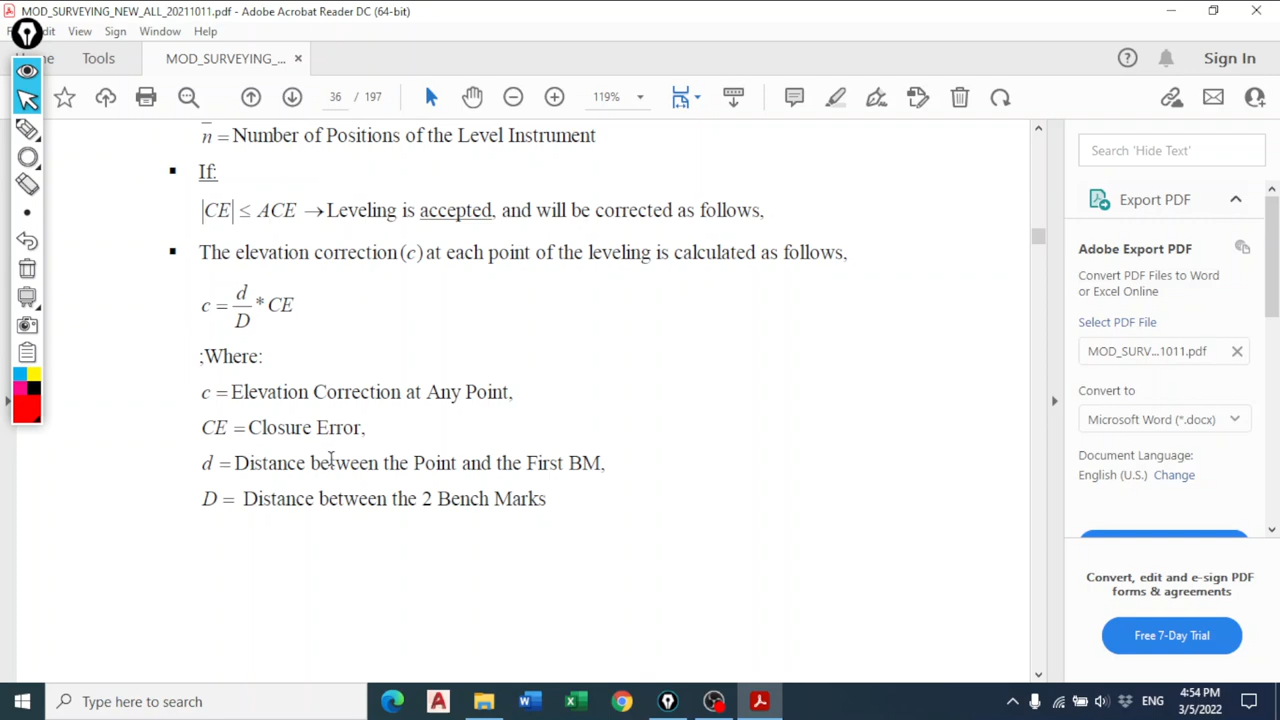 MOD_SURVEYING_NEW_ALL_20211011.pdf - Adobe Acrobat Reader DC (64-bit)
View Sign Window Help
Tools MOD_SURVEYING_... Sign In
36 / 197 119%
n = Number of Positions of the Level Instrument
If:
|CE| ≤ ACE → Leveling is accepted, and will be corrected as follows,
The elevation correction (c) at each point of the leveling is calculated as follows,
c = d/D * CE
;Where:
c = Elevation Correction at Any Point,
CE = Closure Error,
d = Distance between the Point and the First BM,
D = Distance between the 2 Bench Marks
Search 'Hide Text'
Export PDF
Adobe Export PDF
Convert PDF Files to Word
or Excel Online
Select PDF File
MOD_SURV...1011.pdf
Convert to
Microsoft Word (*.docx)
Document Language:
English (U.S.) Change
Convert, edit and e-sign PDF
forms & agreements
Free 7-Day Trial
Type here to search
ENG
4:54 PM
3/5/2022